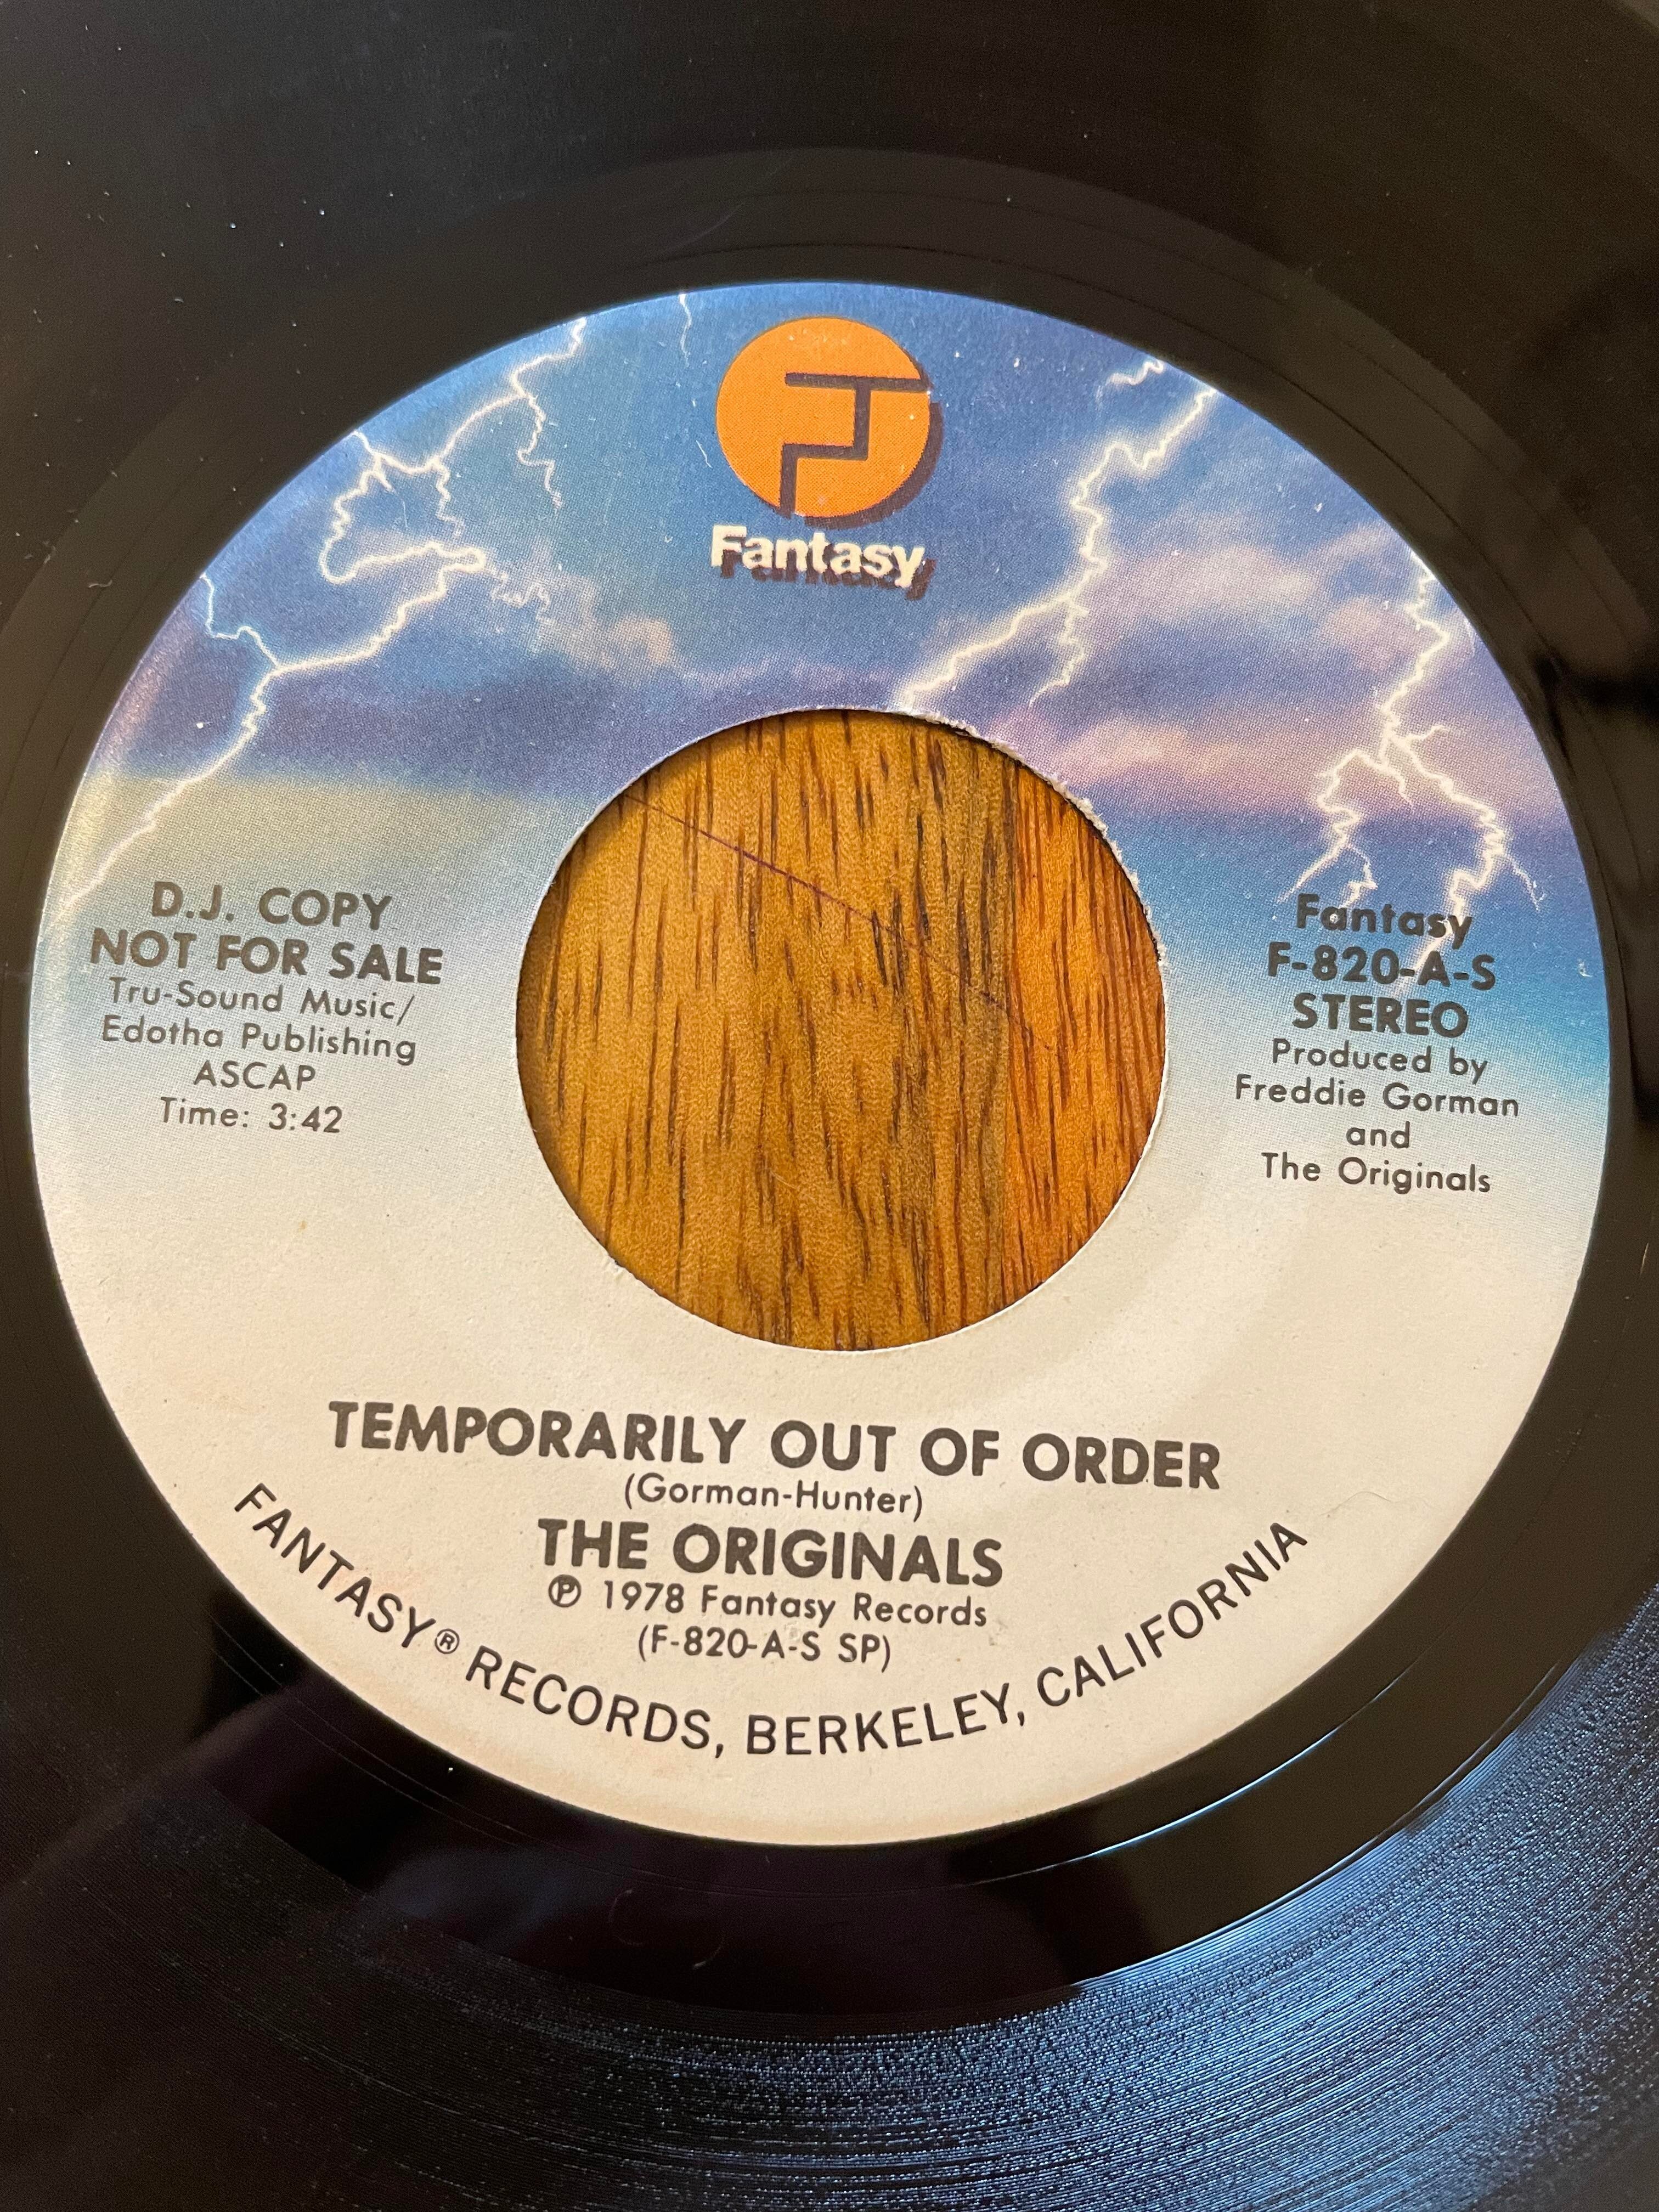 Fantasy
D.J. COPY
NOT FOR SALE
Tru-Sound Music/
Edotha Publishing
ASCAP
Time: 3:42
Fantasy
F-820-A-S
STEREO
Produced by
Freddie Gorman
and
The Originals
TEMPORARILY OUT OF ORDER
(Gorman-Hunter)
THE ORIGINALS
℗ 1978 Fantasy Records
(F-820-A-S SP)
FANTASY® RECORDS, BERKELEY, CALIFORNIA